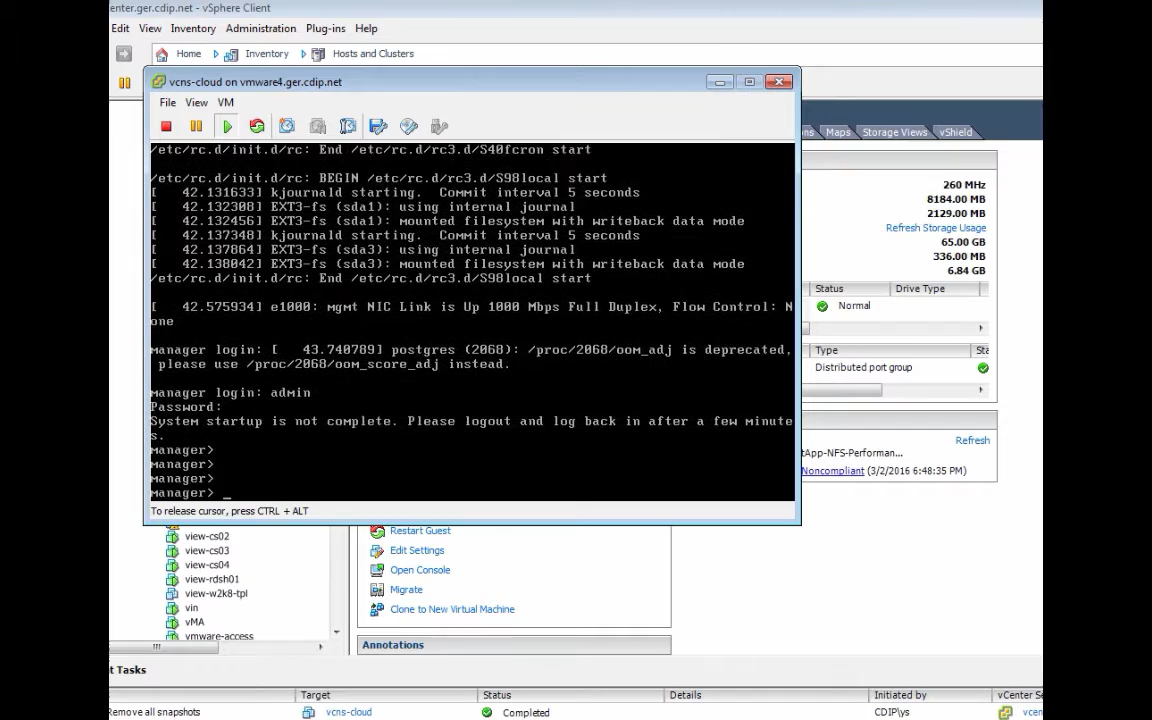 enter.ger.cdip.net - vSphere Client
Edit View Inventory Administration Plug-ins Help
Home Inventory Hosts and Clusters
vcns-cloud on vmware4.ger.cdip.net
File View VM
/etc/rc.d/init.d/rc: End /etc/rc.d/rc3.d/S40fcron start
/etc/rc.d/init.d/rc: BEGIN /etc/rc.d/rc3.d/S98local start
[ 42.131633] kjournald starting. Commit interval 5 seconds
[ 42.132308] EXT3-fs (sda1): using internal journal
[ 42.132456] EXT3-fs (sda1): mounted filesystem with writeback data mode
[ 42.137348] kjournald starting. Commit interval 5 seconds
[ 42.137864] EXT3-fs (sda3): using internal journal
[ 42.138042] EXT3-fs (sda3): mounted filesystem with writeback data mode
/etc/rc.d/init.d/rc: End /etc/rc.d/rc3.d/S98local start
[ 42.575934] e1000: mgmt NIC Link is Up 1000 Mbps Full Duplex, Flow Control: N
one
manager login: [ 43.740789] postgres (2068): /proc/2068/oom_adj is deprecated,
please use /proc/2068/oom_score_adj instead.
manager login: admin
Password:
System startup is not complete. Please logout and log back in after a few minute
s.
manager>
manager>
manager>
manager> _
To release cursor, press CTRL + ALT
ns Maps Storage Views vShield
260 MHz
8184.00 MB
2129.00 MB
Refresh Storage Usage
65.00 GB
336.00 MB
6.84 GB
Status Drive Type
Normal
Type Sta
Distributed port group
Refresh
tApp-NFS-Performan...
Noncompliant (3/2/2016 6:48:35 PM)
view-cs02
view-cs03
view-cs04
view-rdsh01
view-w2k8-tpl
vin
vMA
vmware-access
Restart Guest
Edit Settings
Open Console
Migrate
Clone to New Virtual Machine
Annotations
t Tasks
Target Status Details Initiated by vCenter Se
Remove all snapshots vcns-cloud Completed CDIP\ys vcen